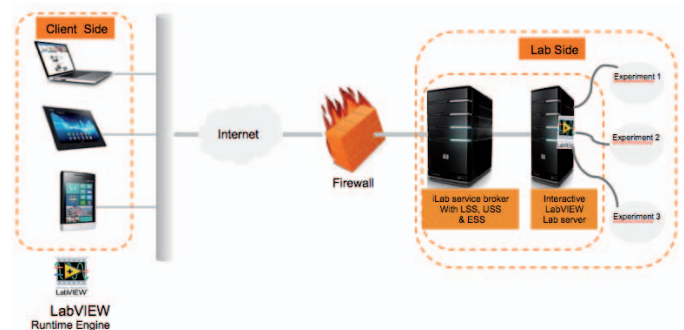 Client Side
Lab Side
Experiment 1
Internet
Experiment 2
Firewall
iLab service broker
With LSS, USS
& ESS
Interactive
LabVIEW
Lab server
Experiment 3
LabVIEW
LabVIEW
Runtime Engine